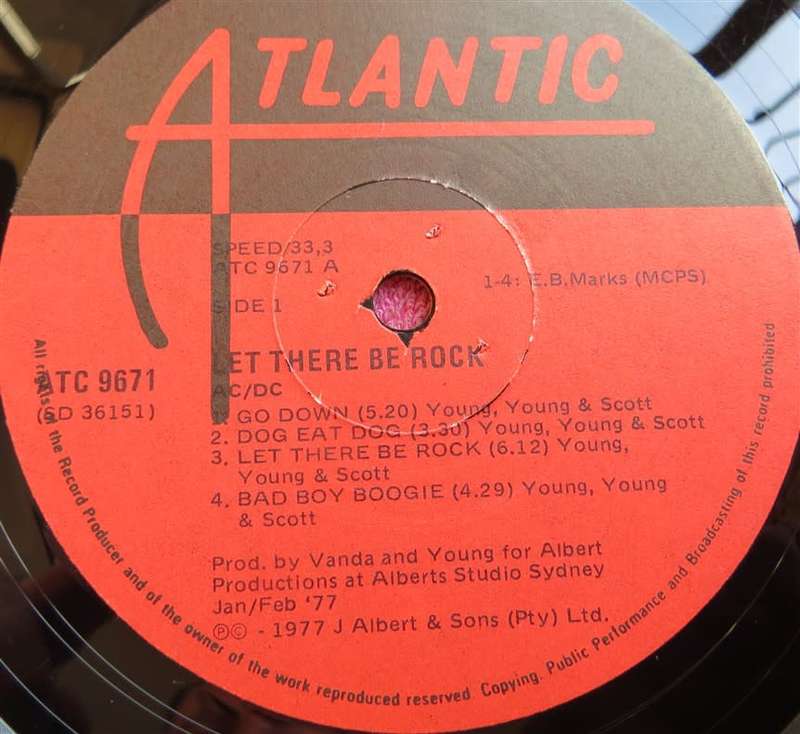 ATLANTIC
SPEED/33,3
ATC 9671 A
1-4: E.B.Marks (MCPS)
SIDE 1
LET THERE BE ROCK
ATC 9671
(SD 36151)
AC/DC
1. GO DOWN (5.20) Young, Young & Scott
2. DOG EAT DOG (3.30) Young, Young & Scott
3. LET THERE BE ROCK (6.12) Young,
Young & Scott
4. BAD BOY BOOGIE (4.29) Young, Young
& Scott
Prod. by Vanda and Young for Albert
Productions at Alberts Studio Sydney
Jan/Feb '77
ⓅⒸ - 1977 J Albert & Sons (Pty) Ltd.
All rights of the Record Producer and of the owner of the work reproduced reserved. Copying. Public Performance and Broadcasting of this record prohibited